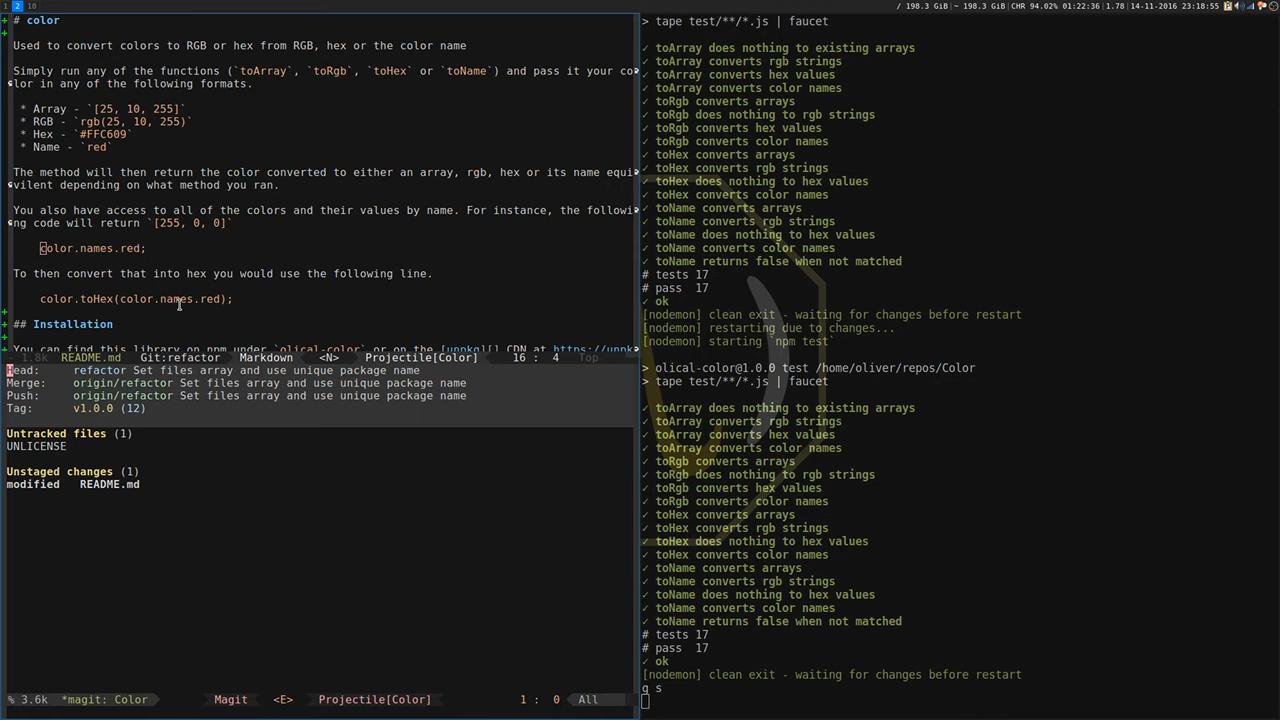 1 2 10
/ 198.3 GiB ~ 198.3 GiB CHR 94.02% 01:22:36 1.78 14-11-2016 23:18:55
# color
Used to convert colors to RGB or hex from RGB, hex or the color name
Simply run any of the functions (`toArray`, `toRgb`, `toHex` or `toName`) and pass it your co
lor in any of the following formats.
* Array - `[25, 10, 255]`
* RGB - `rgb(25, 10, 255)`
* Hex - `#FFC609`
* Name - `red`
The method will then return the color converted to either an array, rgb, hex or its name equi
vilent depending on what method you ran.
You also have access to all of the colors and their values by name. For instance, the followi
ng code will return `[255, 0, 0]`
color.names.red;
To then convert that into hex you would use the following line.
color.toHex(color.names.red);
## Installation
You can find this library on npm under `olical-color` or on the [unpkg][] CDN at https://unpk
- 1.8k README.md Git:refactor Markdown <N> Projectile[Color] 16 : 4 Top
Head: refactor Set files array and use unique package name
Merge: origin/refactor Set files array and use unique package name
Push: origin/refactor Set files array and use unique package name
Tag: v1.0.0 (12)
Untracked files (1)
UNLICENSE
Unstaged changes (1)
modified README.md
% 3.6k *magit: Color Magit <E> Projectile[Color] 1 : 0 All
> tape test/**/*.js | faucet
✓ toArray does nothing to existing arrays
✓ toArray converts rgb strings
✓ toArray converts hex values
✓ toArray converts color names
✓ toRgb converts arrays
✓ toRgb does nothing to rgb strings
✓ toRgb converts hex values
✓ toRgb converts color names
✓ toHex converts arrays
✓ toHex converts rgb strings
✓ toHex does nothing to hex values
✓ toHex converts color names
✓ toName converts arrays
✓ toName converts rgb strings
✓ toName does nothing to hex values
✓ toName converts color names
✓ toName returns false when not matched
# tests 17
# pass 17
✓ ok
[nodemon] clean exit - waiting for changes before restart
[nodemon] restarting due to changes...
[nodemon] starting `npm test`
> olical-color@1.0.0 test /home/oliver/repos/Color
> tape test/**/*.js | faucet
✓ toArray does nothing to existing arrays
✓ toArray converts rgb strings
✓ toArray converts hex values
✓ toArray converts color names
✓ toRgb converts arrays
✓ toRgb does nothing to rgb strings
✓ toRgb converts hex values
✓ toRgb converts color names
✓ toHex converts arrays
✓ toHex converts rgb strings
✓ toHex does nothing to hex values
✓ toHex converts color names
✓ toName converts arrays
✓ toName converts rgb strings
✓ toName does nothing to hex values
✓ toName converts color names
✓ toName returns false when not matched
# tests 17
# pass 17
✓ ok
[nodemon] clean exit - waiting for changes before restart
g s